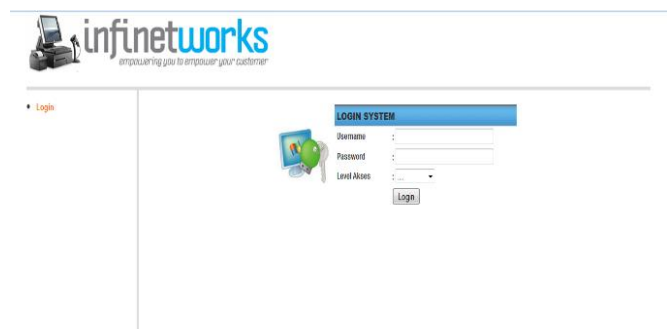 infinetworks
empowering you to empower your customer
Login
LOGIN SYSTEM
Username :
Password :
Level Akses : ...
Login